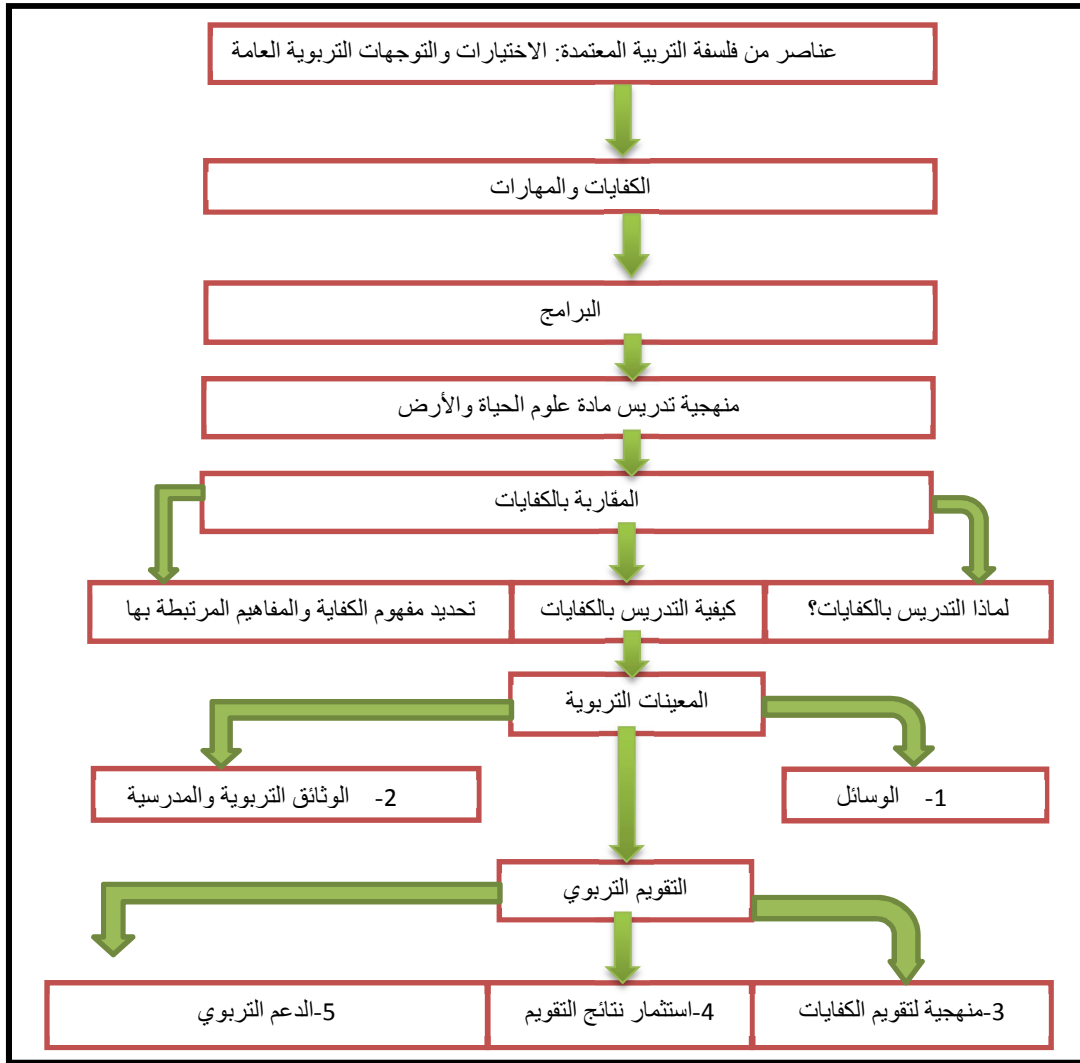 عناصر من فلسفة التربية المعتمدة: الاختيارات والتوجهات التربوية العامة
الكفايات والمهارات
البرامج
منهجية تدريس مادة علوم الحياة والأرض
المقاربة بالكفايات
لماذا التدريس بالكفايات؟
كيفية التدريس بالكفايات
تحديد مفهوم الكفاية والمفاهيم المرتبطة بها
المعينات التربوية
1- الوسائل
2- الوثائق التربوية والمدرسية
التقويم التربوي
3-منهجية لتقويم الكفايات
4-استثمار نتائج التقويم
5-الدعم التربوي